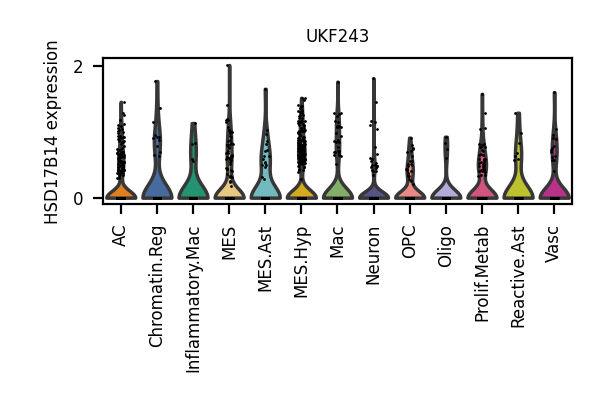 UKF243
HSD17B14 expression
2
0
AC
Chromatin.Reg
Inflammatory.Mac
MES
MES.Ast
MES.Hyp
Mac
Neuron
OPC
Oligo
Prolif.Metab
Reactive.Ast
Vasc